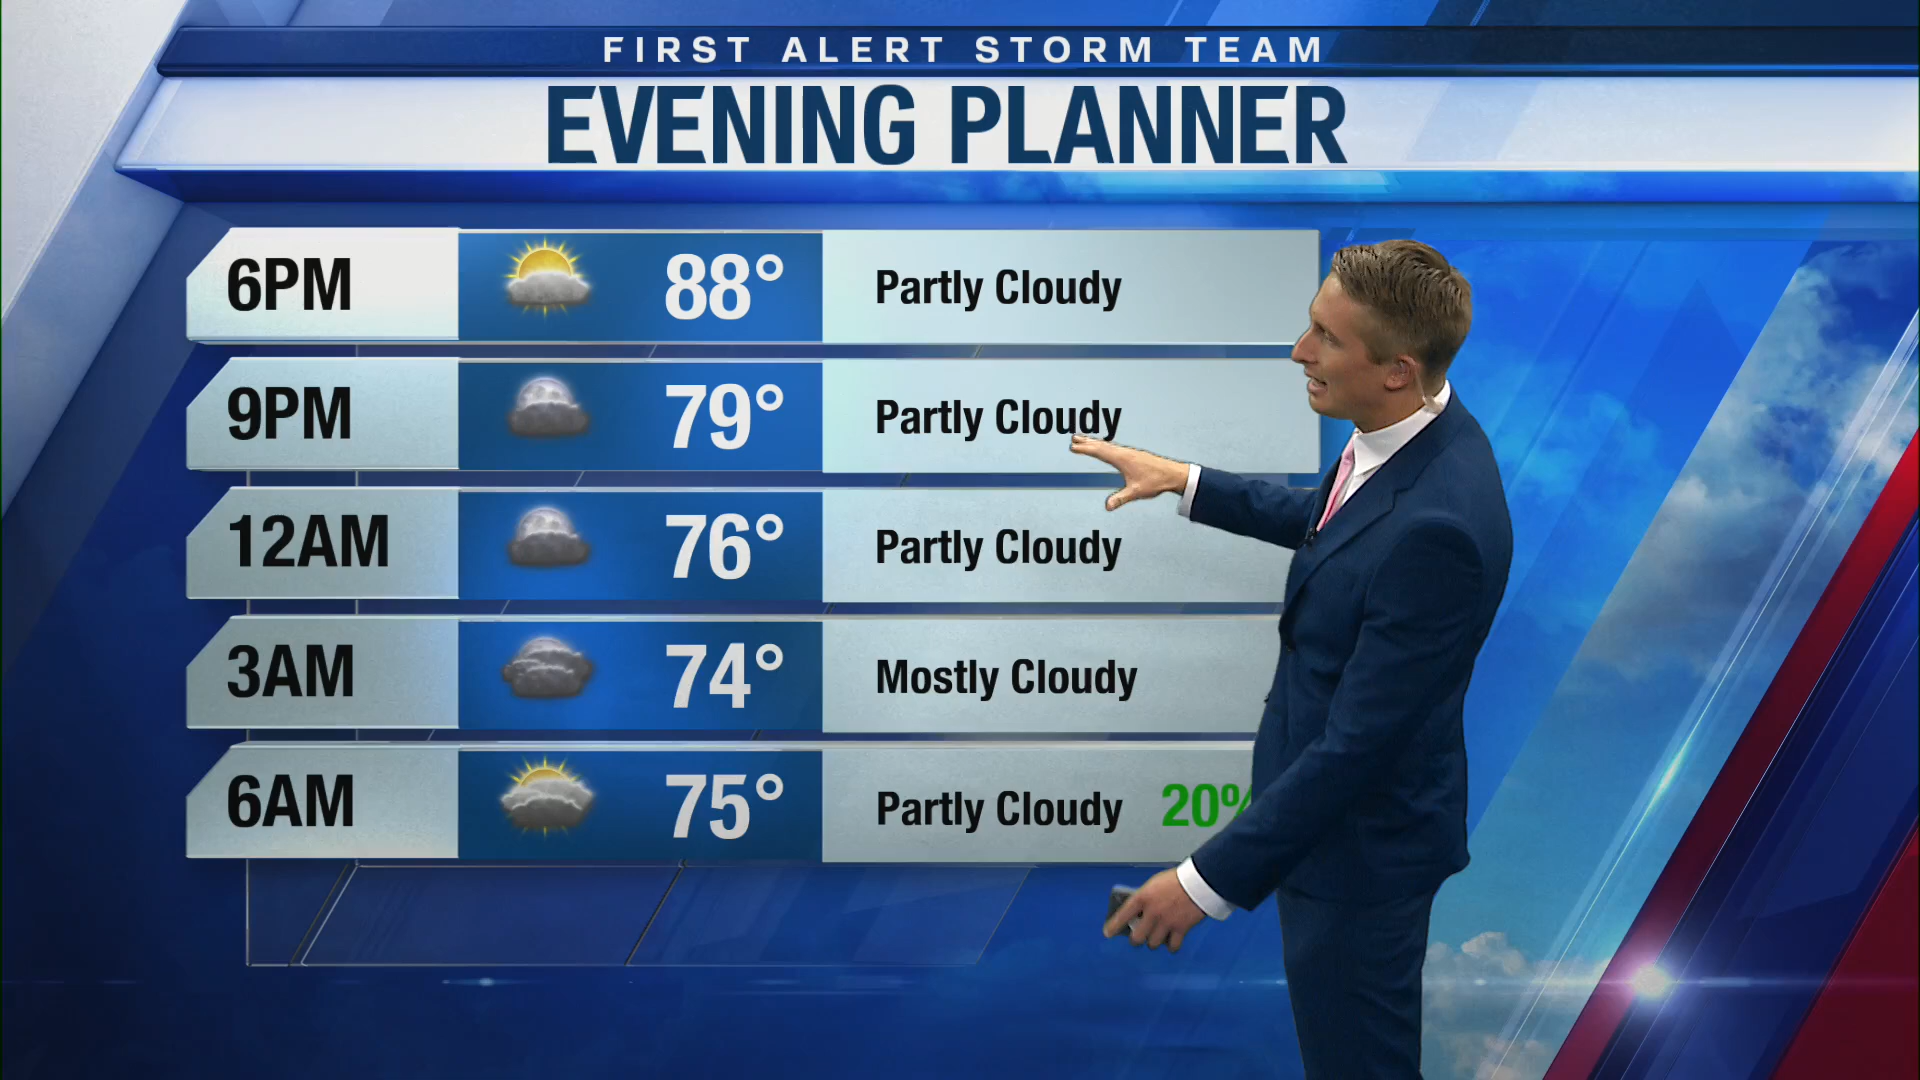 FIRST ALERT STORM TEAM
EVENING PLANNER
6PM 88° Partly Cloudy
9PM 79° Partly Cloudy
12AM 76° Partly Cloudy
3AM 74° Mostly Cloudy
6AM 75° Partly Cloudy 20%